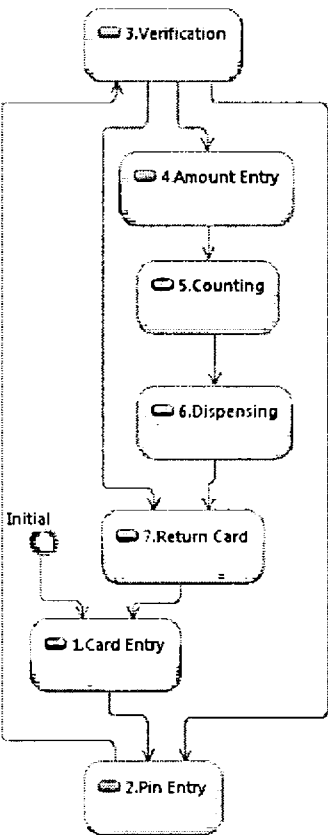 3.Verification
4.Amount Entry
5.Counting
6.Dispensing
Initial
7.Return Card
1.Card Entry
2.Pin Entry